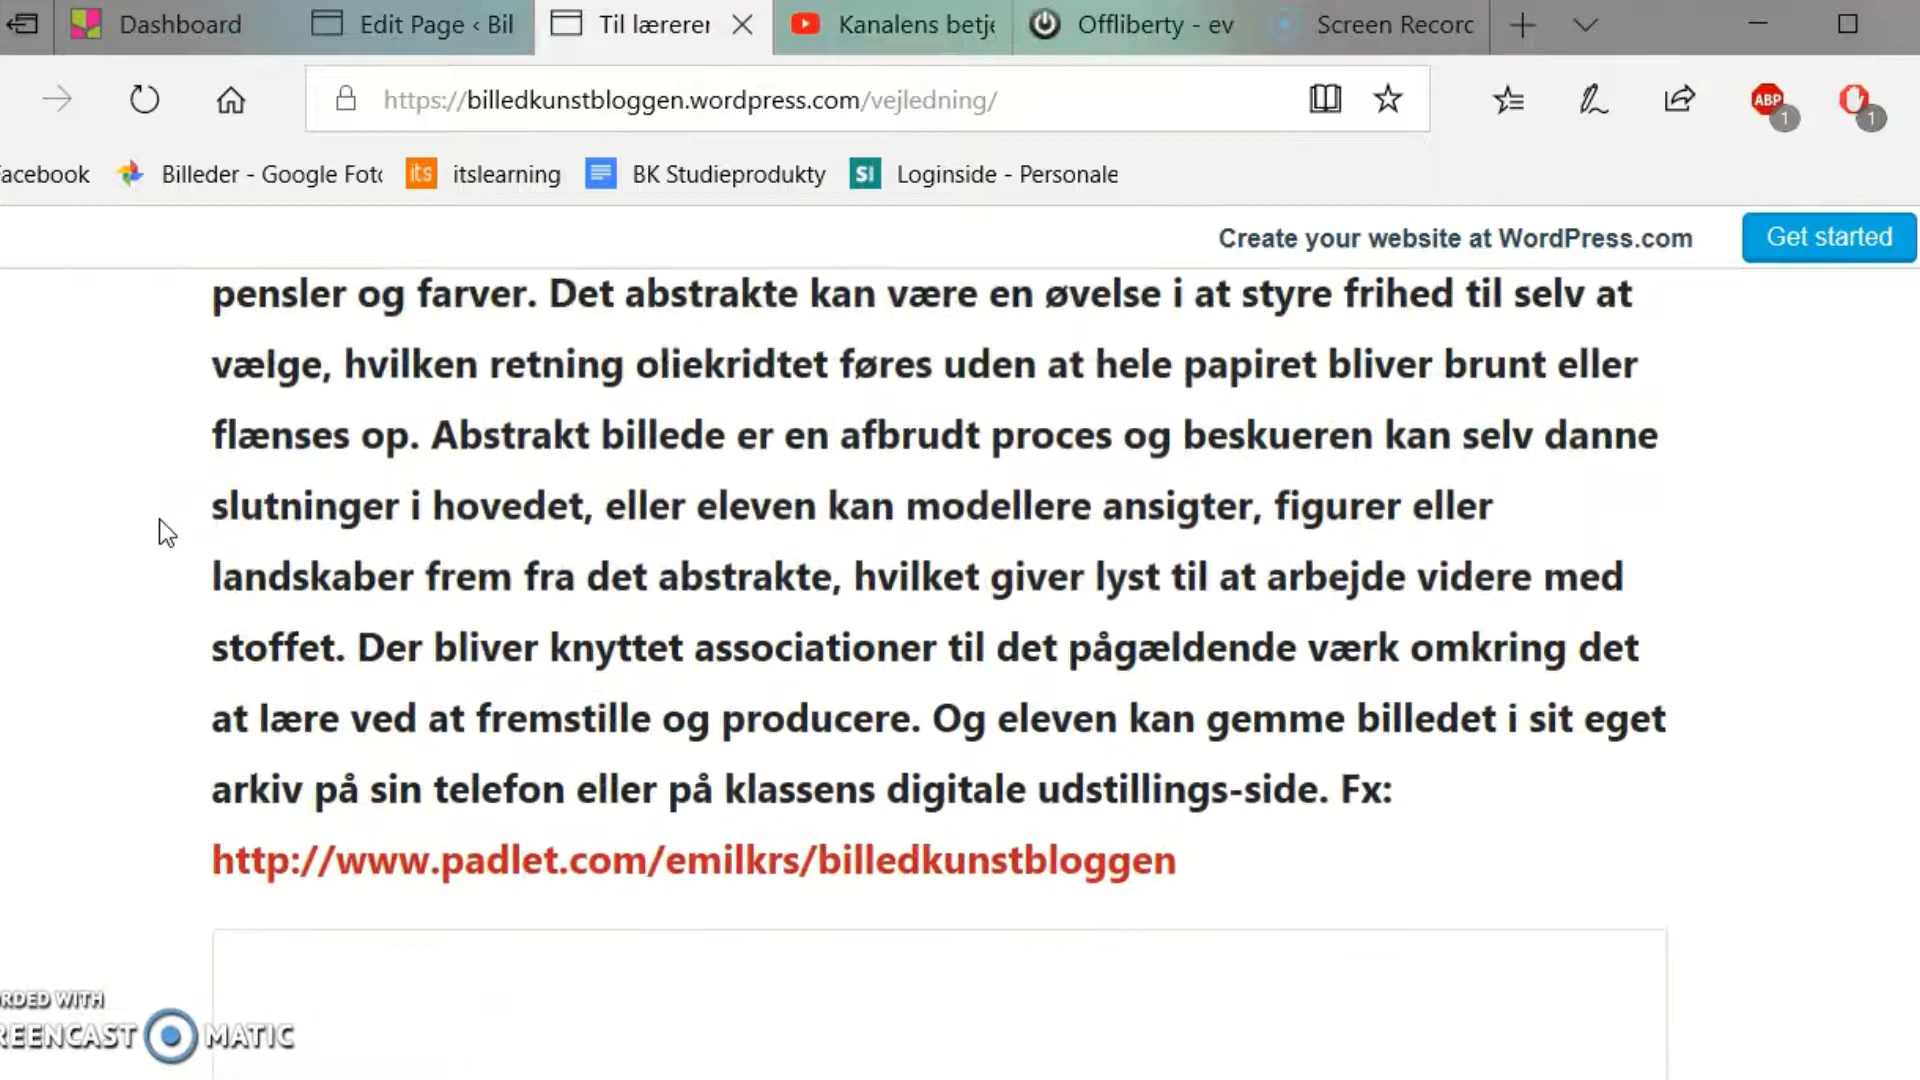 Dashboard Edit Page ‹ Bil Til lærerer Kanalens betje Offliberty - ev Screen Recorc
https://billedkunstbloggen.wordpress.com/vejledning/
ABP 1 1
acebook Billeder - Google Foto its itslearning BK Studieprodukty SI Loginside - Personale
Create your website at WordPress.com Get started
pensler og farver. Det abstrakte kan være en øvelse i at styre frihed til selv at
vælge, hvilken retning oliekridtet føres uden at hele papiret bliver brunt eller
flænses op. Abstrakt billede er en afbrudt proces og beskueren kan selv danne
slutninger i hovedet, eller eleven kan modellere ansigter, figurer eller
landskaber frem fra det abstrakte, hvilket giver lyst til at arbejde videre med
stoffet. Der bliver knyttet associationer til det pågældende værk omkring det
at lære ved at fremstille og producere. Og eleven kan gemme billedet i sit eget
arkiv på sin telefon eller på klassens digitale udstillings-side. Fx:
http://www.padlet.com/emilkrs/billedkunstbloggen
RDED WITH
REENCAST MATIC